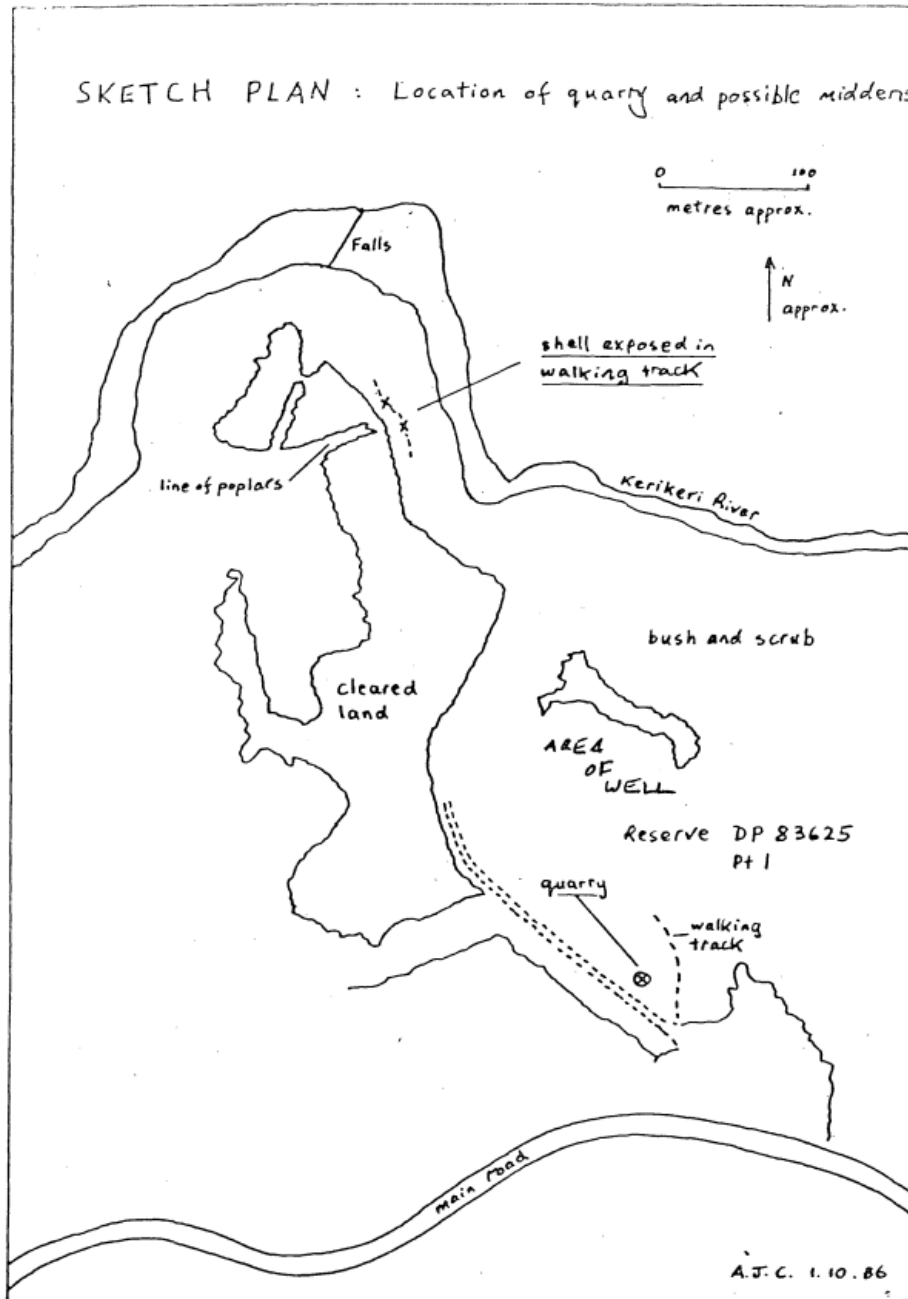 SKETCH PLAN : Location of quarry and possible middens
0 100
metres approx.
Falls
N
approx.
shell exposed in
walking track
line of poplars
Kerikeri River
bush and scrub
cleared
land
AREA
OF
WELL
Reserve DP 83625
Pt 1
quarry
walking
track
main road
A.J.C. 1.10.86